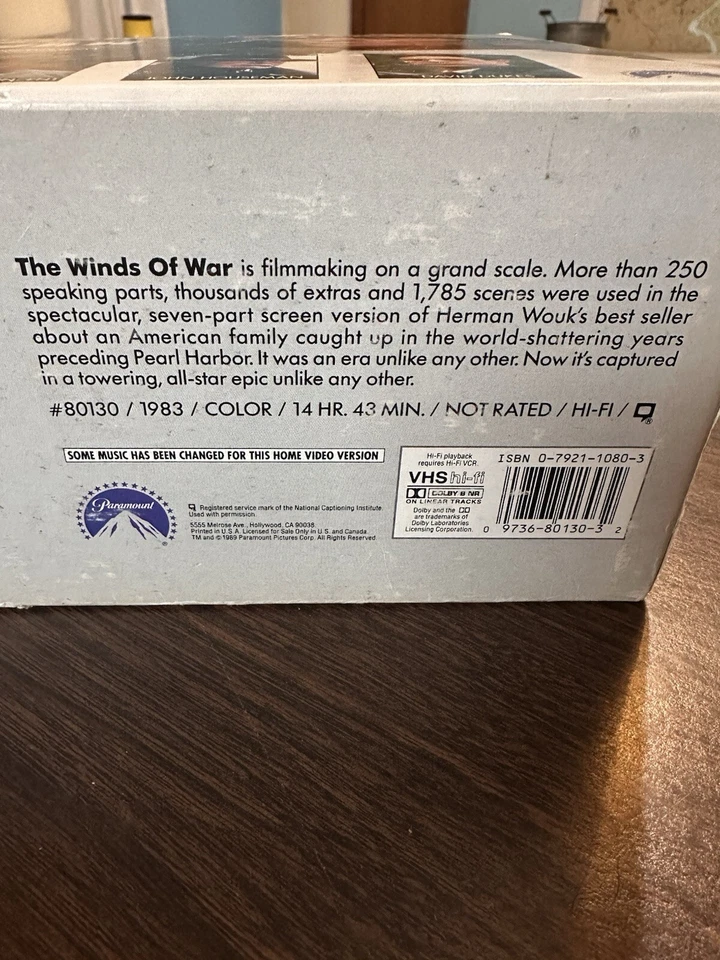 JOHN HOUSEMAN
DAVID DUKES
The Winds Of War is filmmaking on a grand scale. More than 250
speaking parts, thousands of extras and 1,785 scenes were used in the
spectacular, seven-part screen version of Herman Wouk's best seller
about an American family caught up in the world-shattering years
preceding Pearl Harbor. It was an era unlike any other. Now it's captured
in a towering, all-star epic unlike any other.
#80130 / 1983 / COLOR / 14 HR. 43 MIN. / NOT RATED / HI-FI /
SOME MUSIC HAS BEEN CHANGED FOR THIS HOME VIDEO VERSION
Paramount
®
Registered service mark of the National Captioning Institute.
Used with permission.
5555 Melrose Ave., Hollywood, CA 90038.
Printed in U.S.A. Licensed for Sale Only in U.S. and Canada.
TM and © 1989 Paramount Pictures Corp. All Rights Reserved.
Hi-Fi playback
requires Hi-Fi VCR.
VHS hi-fi
DOLBY B NR
ON LINEAR TRACKS
Dolby and the
are trademarks of
Dolby Laboratories
Licensing Corporation.
ISBN 0-7921-1080-3
0 9736-80130-3 2